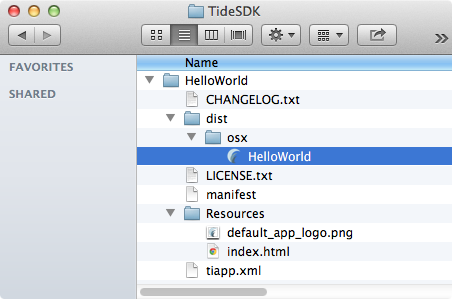 TideSDK
FAVORITES
SHARED
Name
HelloWorld
CHANGELOG.txt
dist
osx
HelloWorld
LICENSE.txt
manifest
Resources
default_app_logo.png
index.html
tiapp.xml